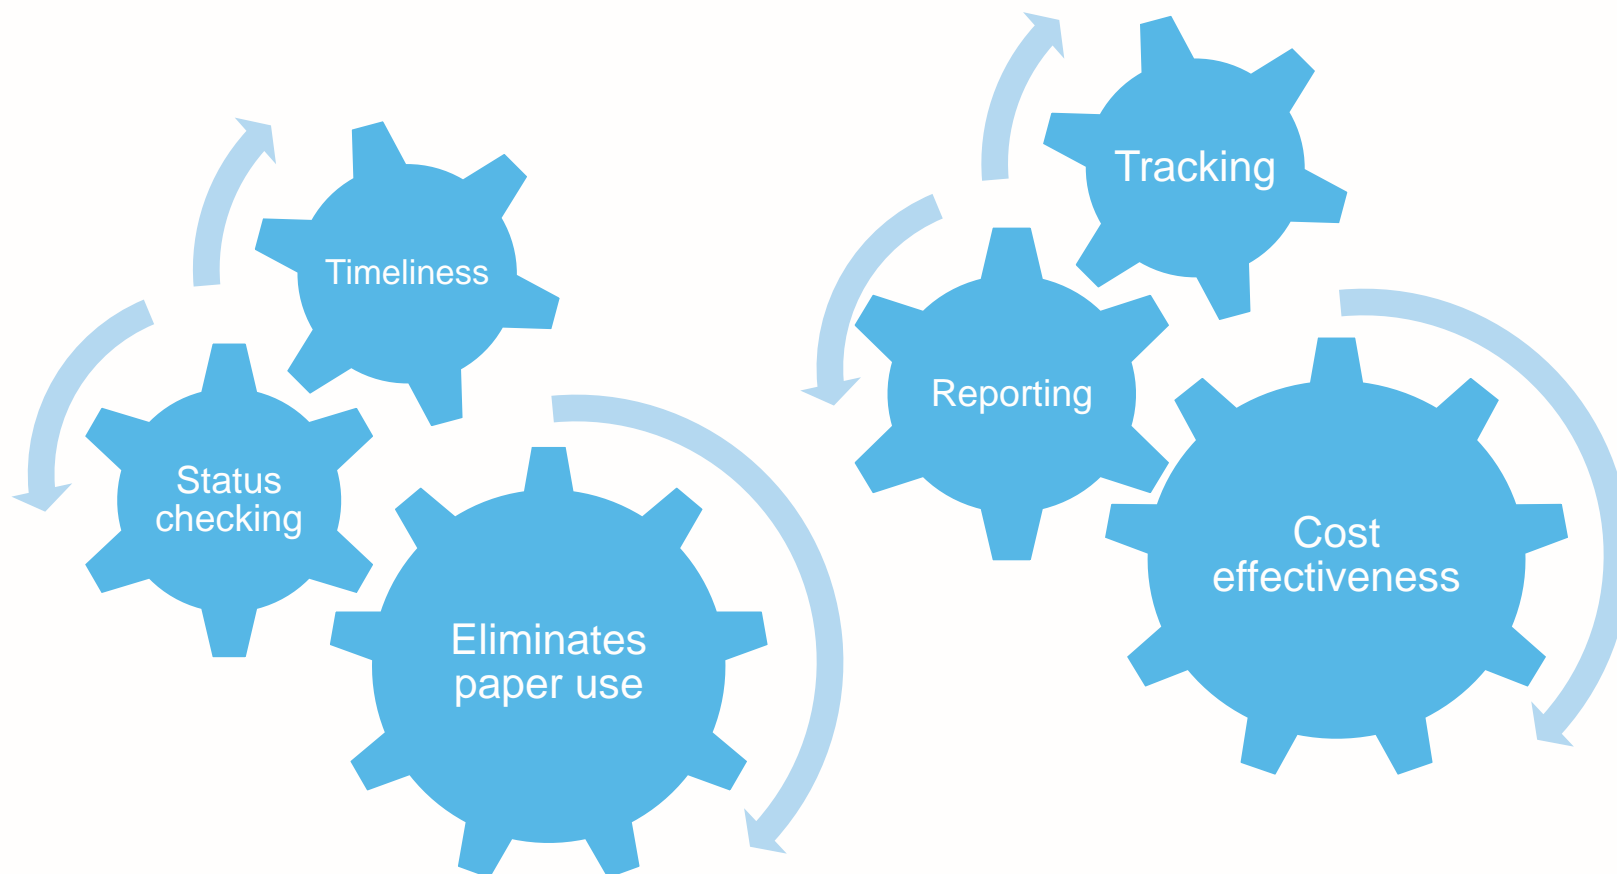 Timeliness
Status
checking
Eliminates
paper use
Tracking
Reporting
Cost
effectiveness